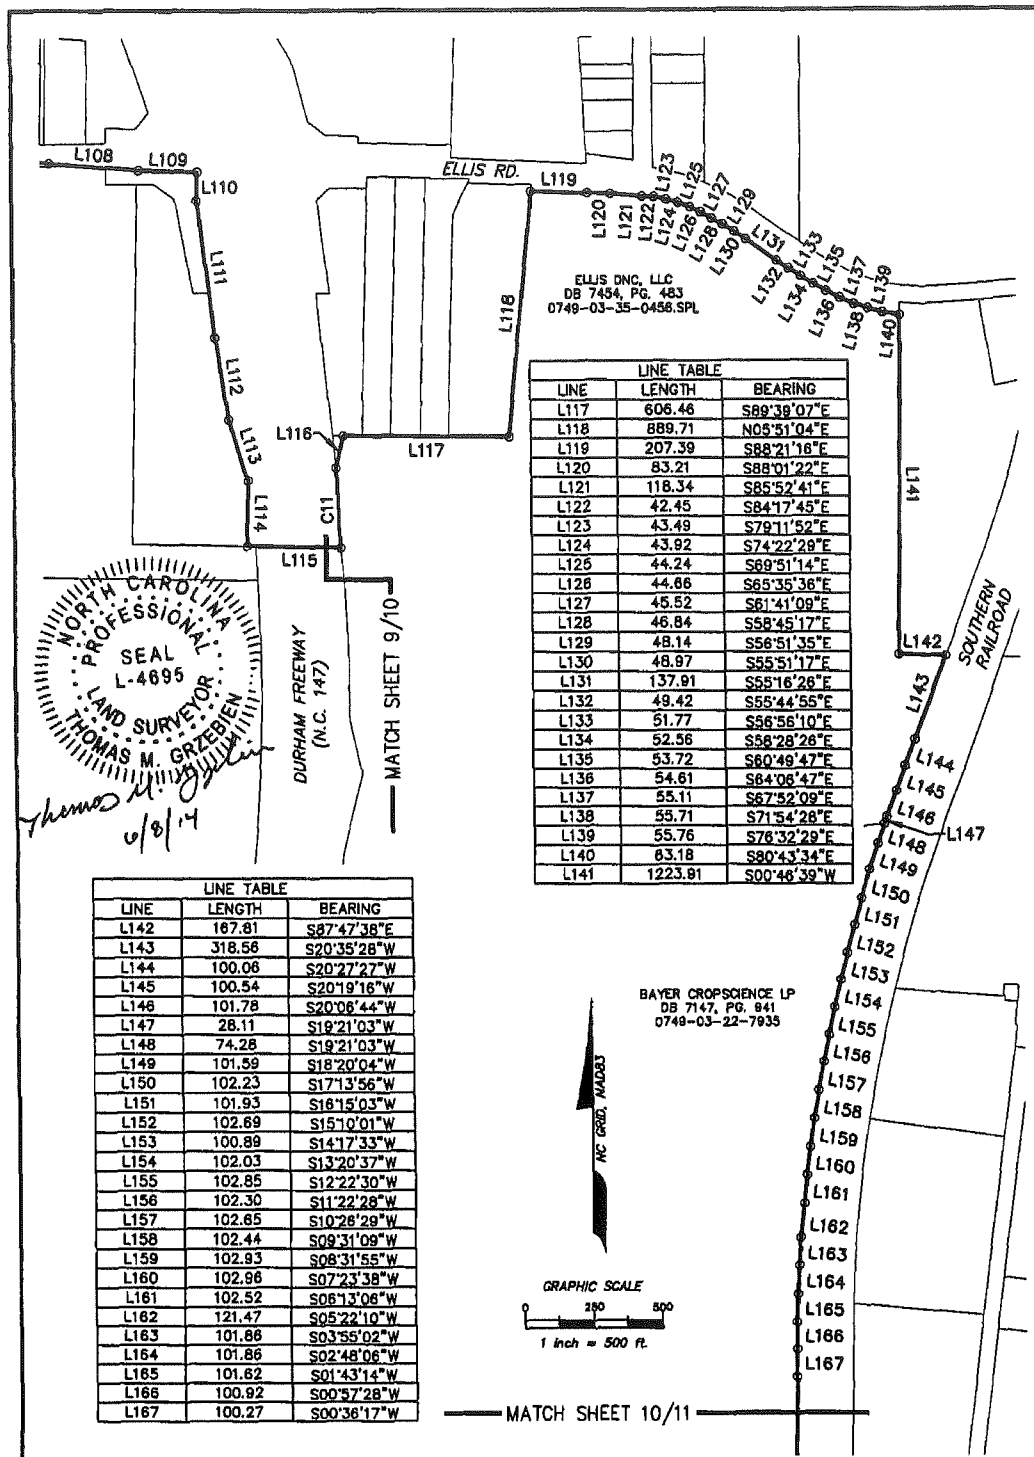 L108
L109
L110
L111
L112
L113
L114
L115
L116
L117
L118
C11
ELLIS RD.
L119
L120
L121
L122
L123
L124
L125
L126
L127
L128
L129
L130
L131
L132
L133
L134
L135
L136
L137
L138
L139
L140
L141
L142
L143
L144
L145
L146
L147
L148
L149
L150
L151
L152
L153
L154
L155
L156
L157
L158
L159
L160
L161
L162
L163
L164
L165
L166
L167
ELLIS DNC, LLC
DB 7454, PG. 483
0749-03-35-0456.SPL
LINE TABLE
LINE LENGTH BEARING
L117 606.46 S89°39'07"E
L118 889.71 N05°51'04"E
L119 207.39 S88°21'16"E
L120 83.21 S88°01'22"E
L121 118.34 S85°52'41"E
L122 42.45 S84°17'45"E
L123 43.49 S79°11'52"E
L124 43.92 S74°22'29"E
L125 44.24 S69°51'14"E
L126 44.66 S65°35'36"E
L127 45.52 S61°41'09"E
L128 46.84 S58°45'17"E
L129 48.14 S56°51'35"E
L130 48.97 S55°51'17"E
L131 137.91 S55°16'26"E
L132 49.42 S55°44'55"E
L133 51.77 S56°56'10"E
L134 52.56 S58°28'26"E
L135 53.72 S60°49'47"E
L136 54.61 S64°06'47"E
L137 55.11 S67°52'09"E
L138 55.71 S71°54'28"E
L139 55.76 S76°32'29"E
L140 63.18 S80°43'34"E
L141 1223.91 S00°46'39"W
SOUTHERN
RAILROAD
NORTH CAROLINA
PROFESSIONAL
SEAL
L-4695
LAND SURVEYOR
THOMAS M. GRZEBIEN
Thomas M. Grzebien
6/8/14
DURHAM FREEWAY
(N.C. 147)
MATCH SHEET 9/10
LINE TABLE
LINE LENGTH BEARING
L142 167.81 S87°47'38"E
L143 318.56 S20°35'28"W
L144 100.06 S20°27'27"W
L145 100.54 S20°19'16"W
L146 101.78 S20°06'44"W
L147 28.11 S19°21'03"W
L148 74.28 S19°21'03"W
L149 101.59 S18°20'04"W
L150 102.23 S17°13'56"W
L151 101.93 S16°15'03"W
L152 102.69 S15°10'01"W
L153 100.89 S14°17'33"W
L154 102.03 S13°20'37"W
L155 102.85 S12°22'30"W
L156 102.30 S11°22'28"W
L157 102.65 S10°26'29"W
L158 102.44 S09°31'09"W
L159 102.93 S08°31'55"W
L160 102.96 S07°23'38"W
L161 102.52 S06°13'06"W
L162 121.47 S05°22'10"W
L163 101.86 S03°55'02"W
L164 101.86 S02°48'06"W
L165 101.62 S01°43'14"W
L166 100.92 S00°57'28"W
L167 100.27 S00°36'17"W
BAYER CROPSCIENCE LP
DB 7147, PG. 941
0749-03-22-7935
NC GRID, NAD83
GRAPHIC SCALE
0 250 500
1 inch = 500 ft.
MATCH SHEET 10/11